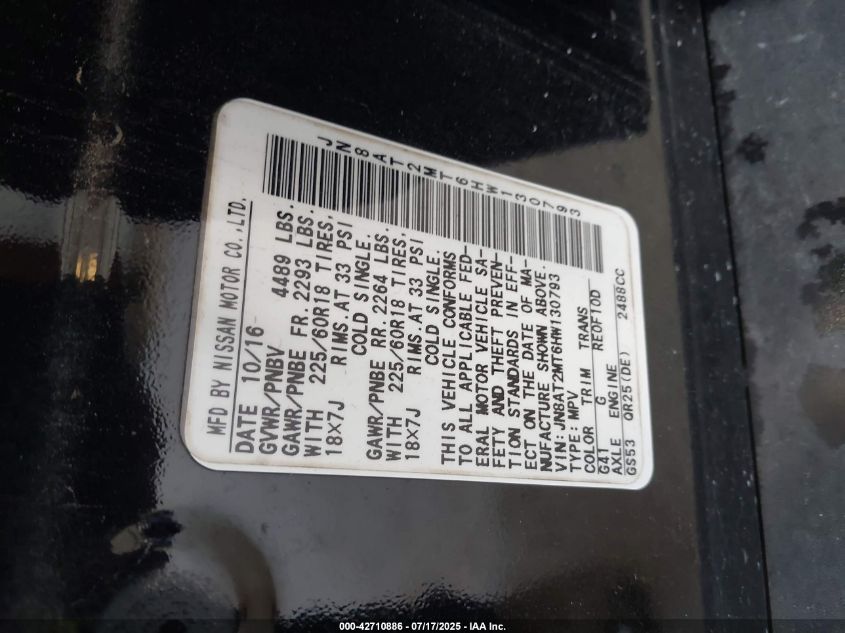 JN8AT2MT6HW130793
MFD BY NISSAN MOTOR CO.,LTD.
DATE 10/16
GVWR/PNBV 4489 LBS.
GAWR/PNBE FR. 2293 LBS.
WITH 225/60R18 TIRES,
18X7J RIMS.AT 33 PSI
COLD SINGLE.
GAWR/PNBE RR. 2264 LBS.
WITH 225/60R18 TIRES,
18X7J RIMS.AT 33 PSI
COLD SINGLE.
THIS VEHICLE CONFORMS
TO ALL APPLICABLE FED-
ERAL MOTOR VEHICLE SA-
FETY AND THEFT PREVEN-
TION STANDARDS IN EFF-
ECT ON THE DATE OF MA-
NUFACTURE SHOWN ABOVE.
VIN: JN8AT2MT6HW130793
TYPE: MPV
COLOR TRIM TRANS
G41 G RE0F10D
AXLE ENGINE
GS53 QR25(DE) 2488CC
000-42710886 - 07/17/2025 - IAA Inc.